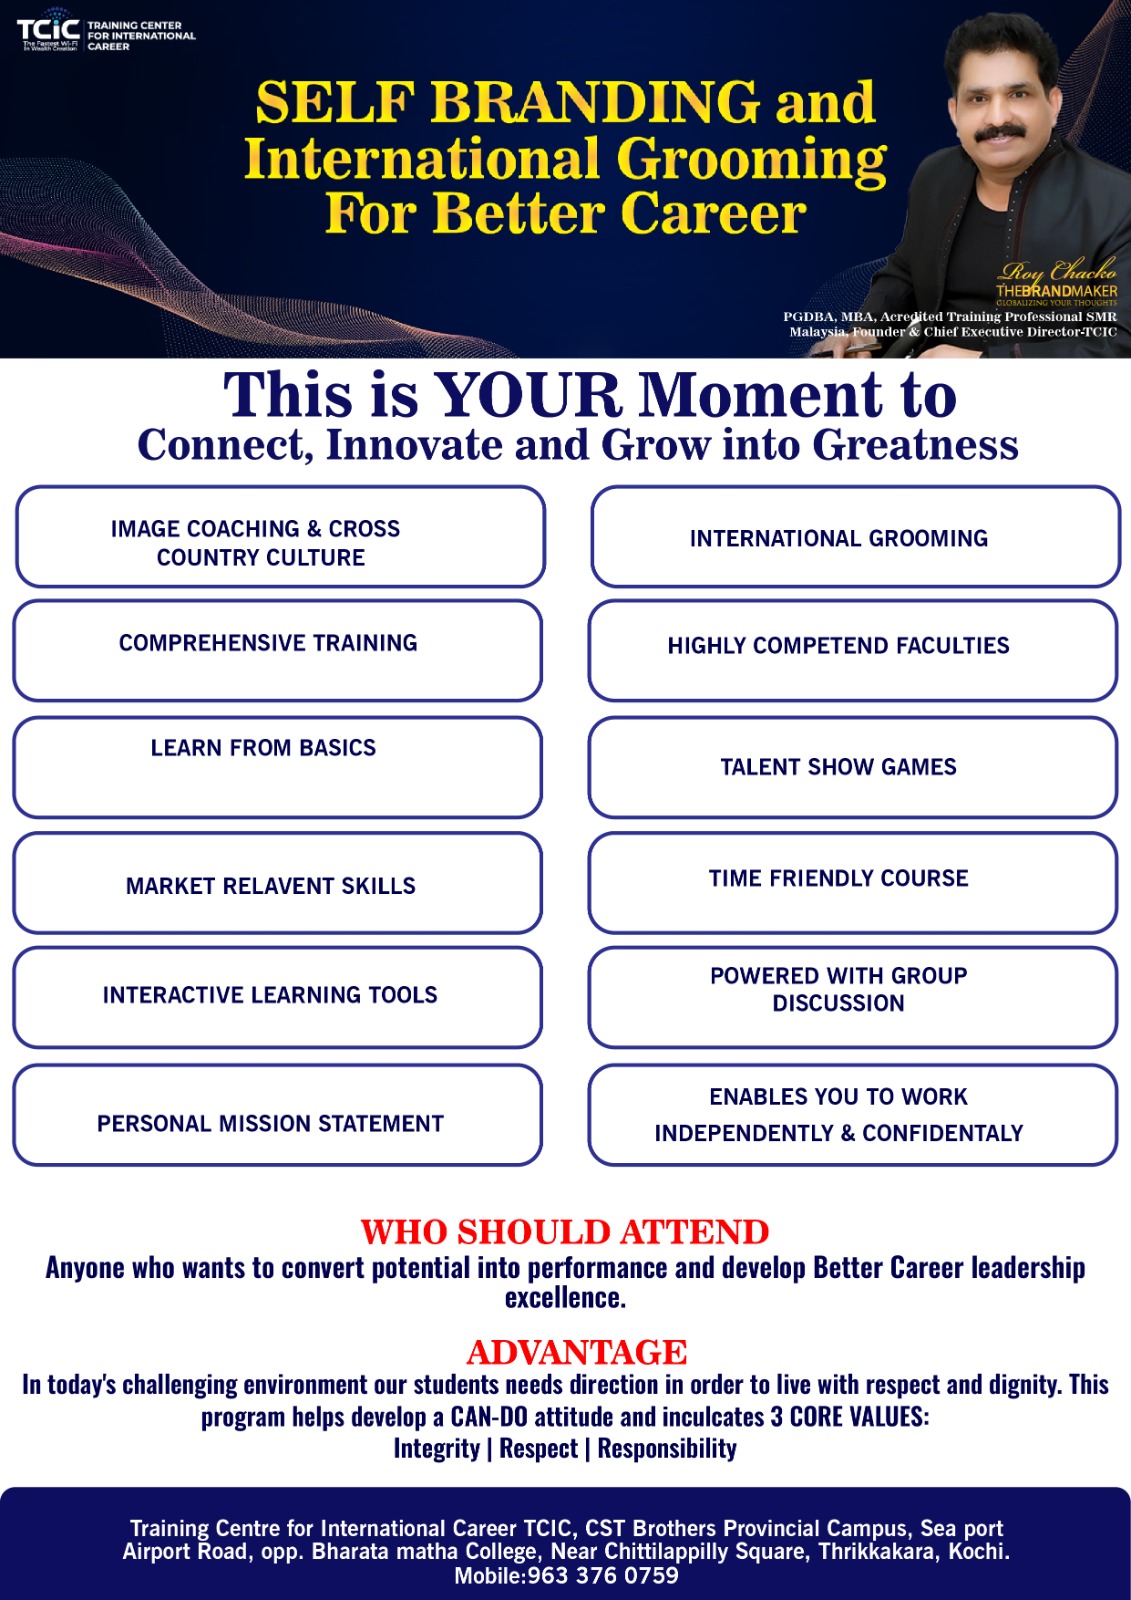 TCiC
The Fastest Wi-Fi
In Wealth Creation
TRAINING CENTER
FOR INTERNATIONAL
CAREER
SELF BRANDING and
International Grooming
For Better Career
Roy Chacko
THEBRANDMAKER
GLOBALIZING YOUR THOUGHTS
PGDBA, MBA, Acredited Training Professional SMR
Malaysia, Founder & Chief Executive Director-TCIC
This is YOUR Moment to
Connect, Innovate and Grow into Greatness
IMAGE COACHING & CROSS
COUNTRY CULTURE
INTERNATIONAL GROOMING
COMPREHENSIVE TRAINING
HIGHLY COMPETEND FACULTIES
LEARN FROM BASICS
TALENT SHOW GAMES
MARKET RELAVENT SKILLS
TIME FRIENDLY COURSE
INTERACTIVE LEARNING TOOLS
POWERED WITH GROUP
DISCUSSION
PERSONAL MISSION STATEMENT
ENABLES YOU TO WORK
INDEPENDENTLY & CONFIDENTALY
WHO SHOULD ATTEND
Anyone who wants to convert potential into performance and develop Better Career leadership
excellence.
ADVANTAGE
In today's challenging environment our students needs direction in order to live with respect and dignity. This
program helps develop a CAN-DO attitude and inculcates 3 CORE VALUES:
Integrity | Respect | Responsibility
Training Centre for International Career TCIC, CST Brothers Provincial Campus, Sea port
Airport Road, opp. Bharata matha College, Near Chittilappilly Square, Thrikkakara, Kochi.
Mobile:963 376 0759